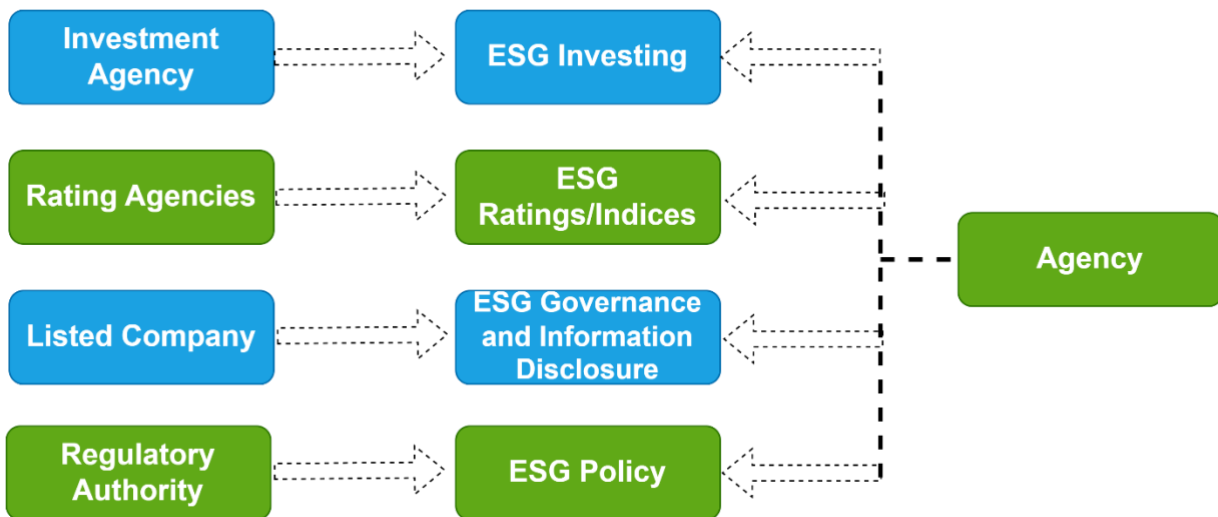 Investment
Agency
ESG Investing
Rating Agencies
ESG
Ratings/Indices
Agency
Listed Company
ESG Governance
and Information
Disclosure
Regulatory
Authority
ESG Policy